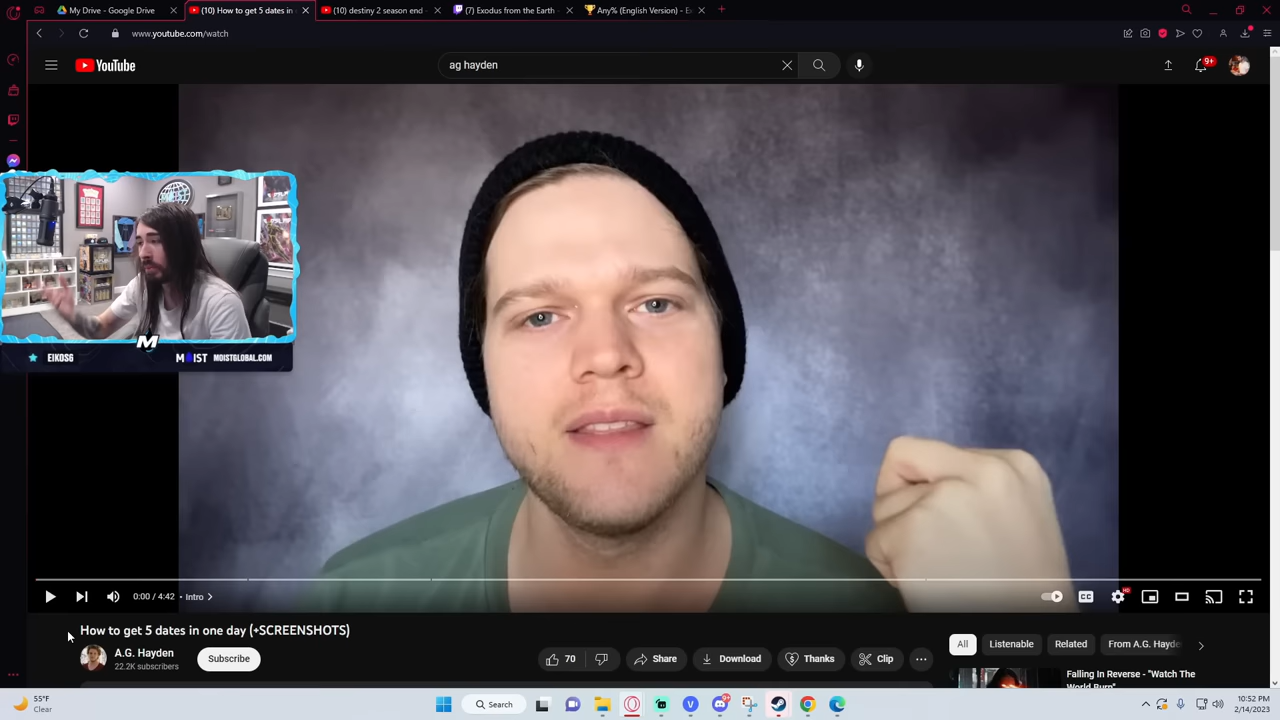 My Drive - Google Drive
(10) How to get 5 dates in
(10) destiny 2 season end
(7) Exodus from the Earth
Any% (English Version)
www.youtube.com/watch
YouTube
ag hayden
9+
M
EIKOS6
MOIST
MOISTGLOBAL.COM
0:00 / 4:42 • Intro
CC
HD
How to get 5 dates in one day (+SCREENSHOTS)
A.G. Hayden
22.2K subscribers
Subscribe
70
Share
Download
Thanks
Clip
All
Listenable
Related
From A.G. Hayde
Falling In Reverse - "Watch The
World Burn"
55°F
Clear
Search
10:52 PM
2/14/2023